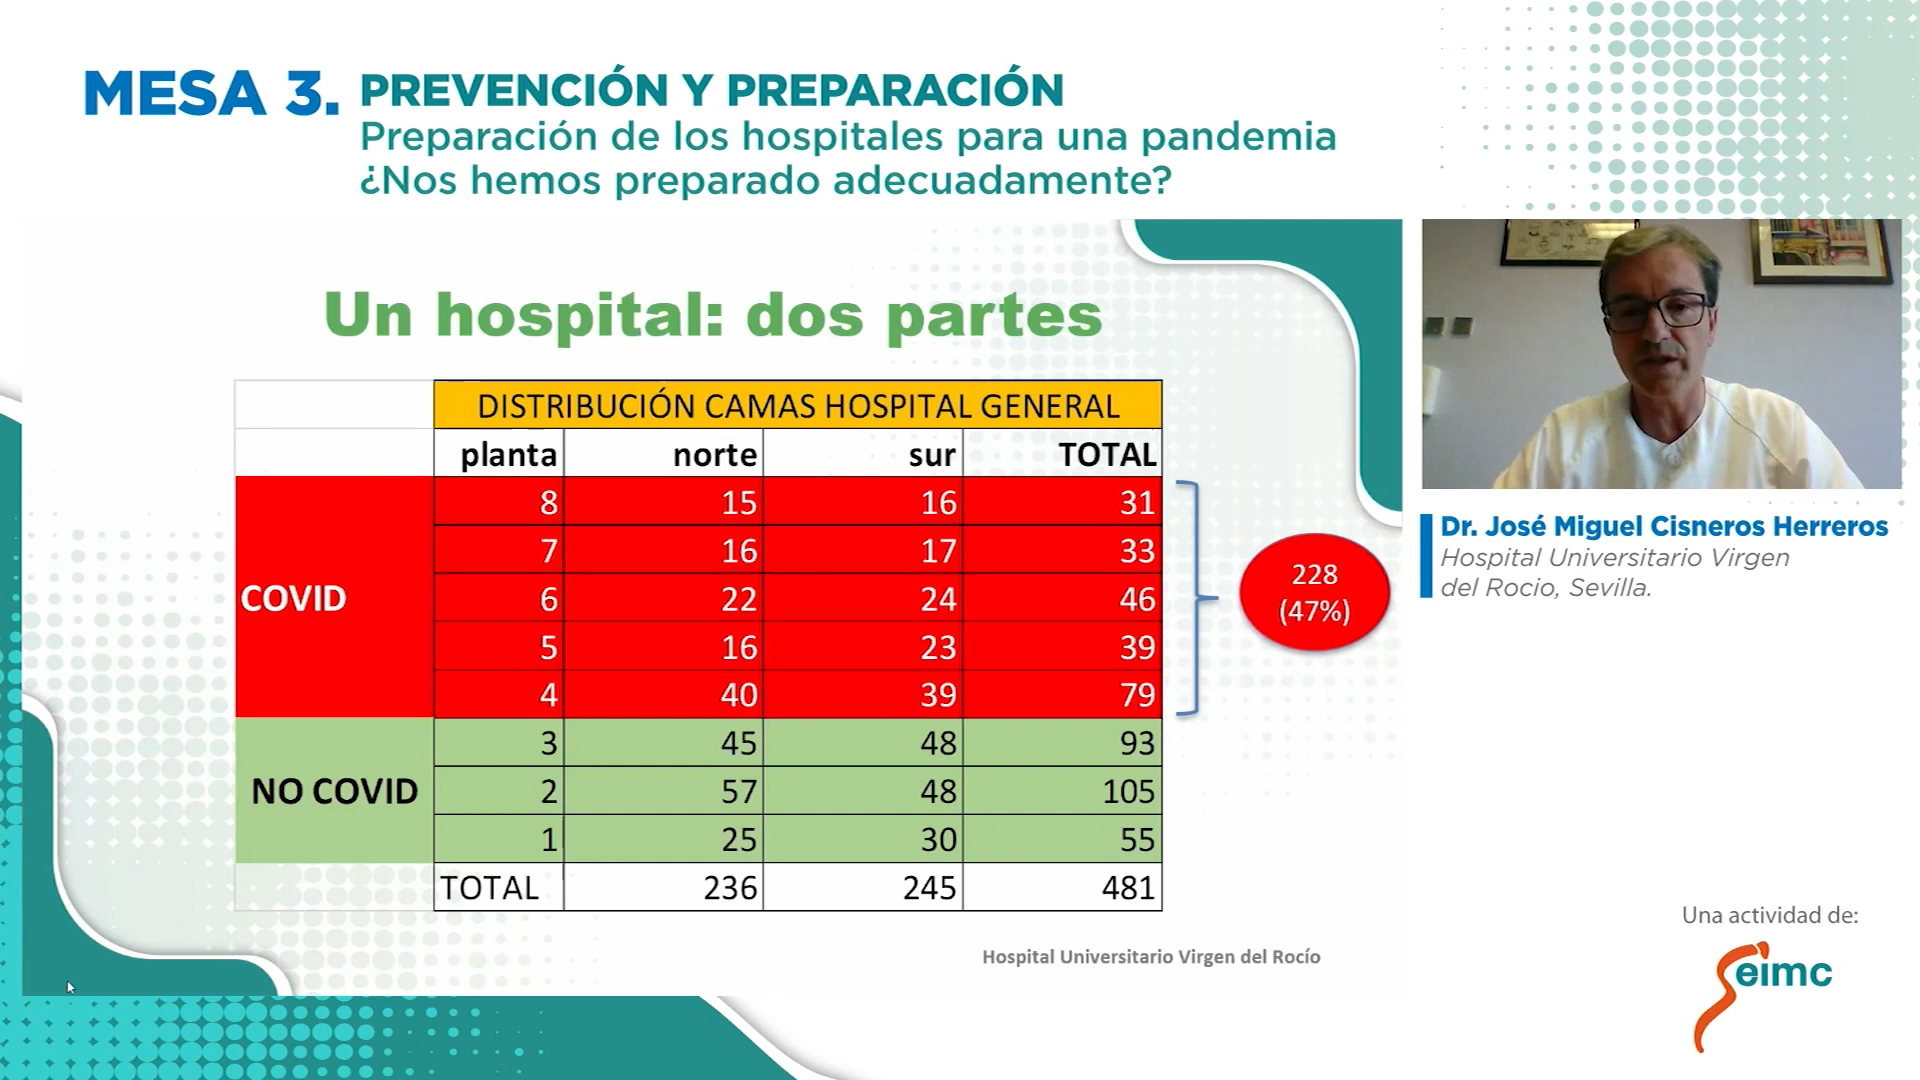 MESA 3. PREVENCIÓN Y PREPARACIÓN
Preparación de los hospitales para una pandemia
¿Nos hemos preparado adecuadamente?
Un hospital: dos partes
DISTRIBUCIÓN CAMAS HOSPITAL GENERAL
planta norte sur TOTAL
8 15 16 31
7 16 17 33
COVID 6 22 24 46
5 16 23 39
4 40 39 79
3 45 48 93
NO COVID 2 57 48 105
1 25 30 55
TOTAL 236 245 481
228
(47%)
Hospital Universitario Virgen del Rocío
Dr. José Miguel Cisneros Herreros
Hospital Universitario Virgen
del Rocio, Sevilla.
Una actividad de:
Seimc